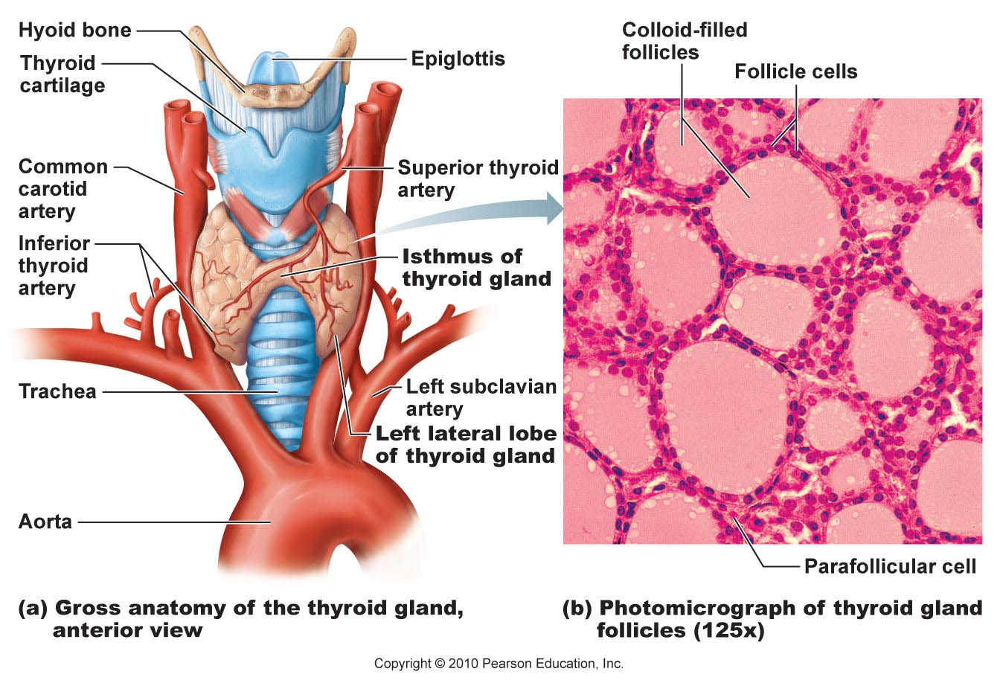 Hyoid bone
Thyroid
cartilage
Epiglottis
Common
carotid
artery
Superior thyroid
artery
Inferior
thyroid
artery
Isthmus of
thyroid gland
Trachea
Left subclavian
artery
Left lateral lobe
of thyroid gland
Aorta
(a) Gross anatomy of the thyroid gland,
anterior view
Colloid-filled
follicles
Follicle cells
Parafollicular cell
(b) Photomicrograph of thyroid gland
follicles (125x)
Copyright © 2010 Pearson Education, Inc.